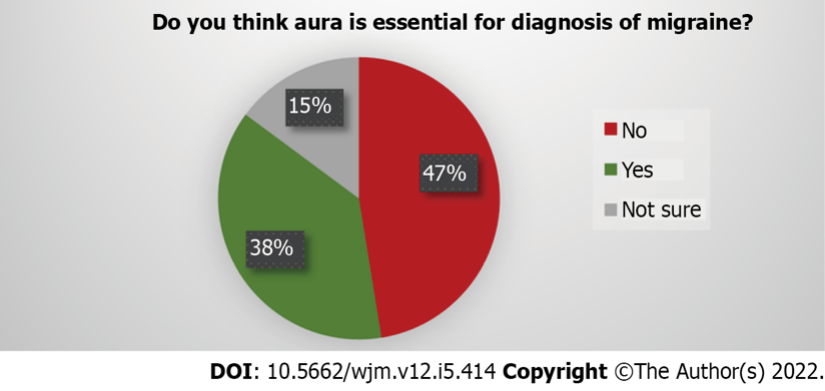 Do you think aura is essential for diagnosis of migraine?
15%
47%
38%
No
Yes
Not sure
DOI: 10.5662/wjm.v12.i5.414 Copyright ©The Author(s) 2022.